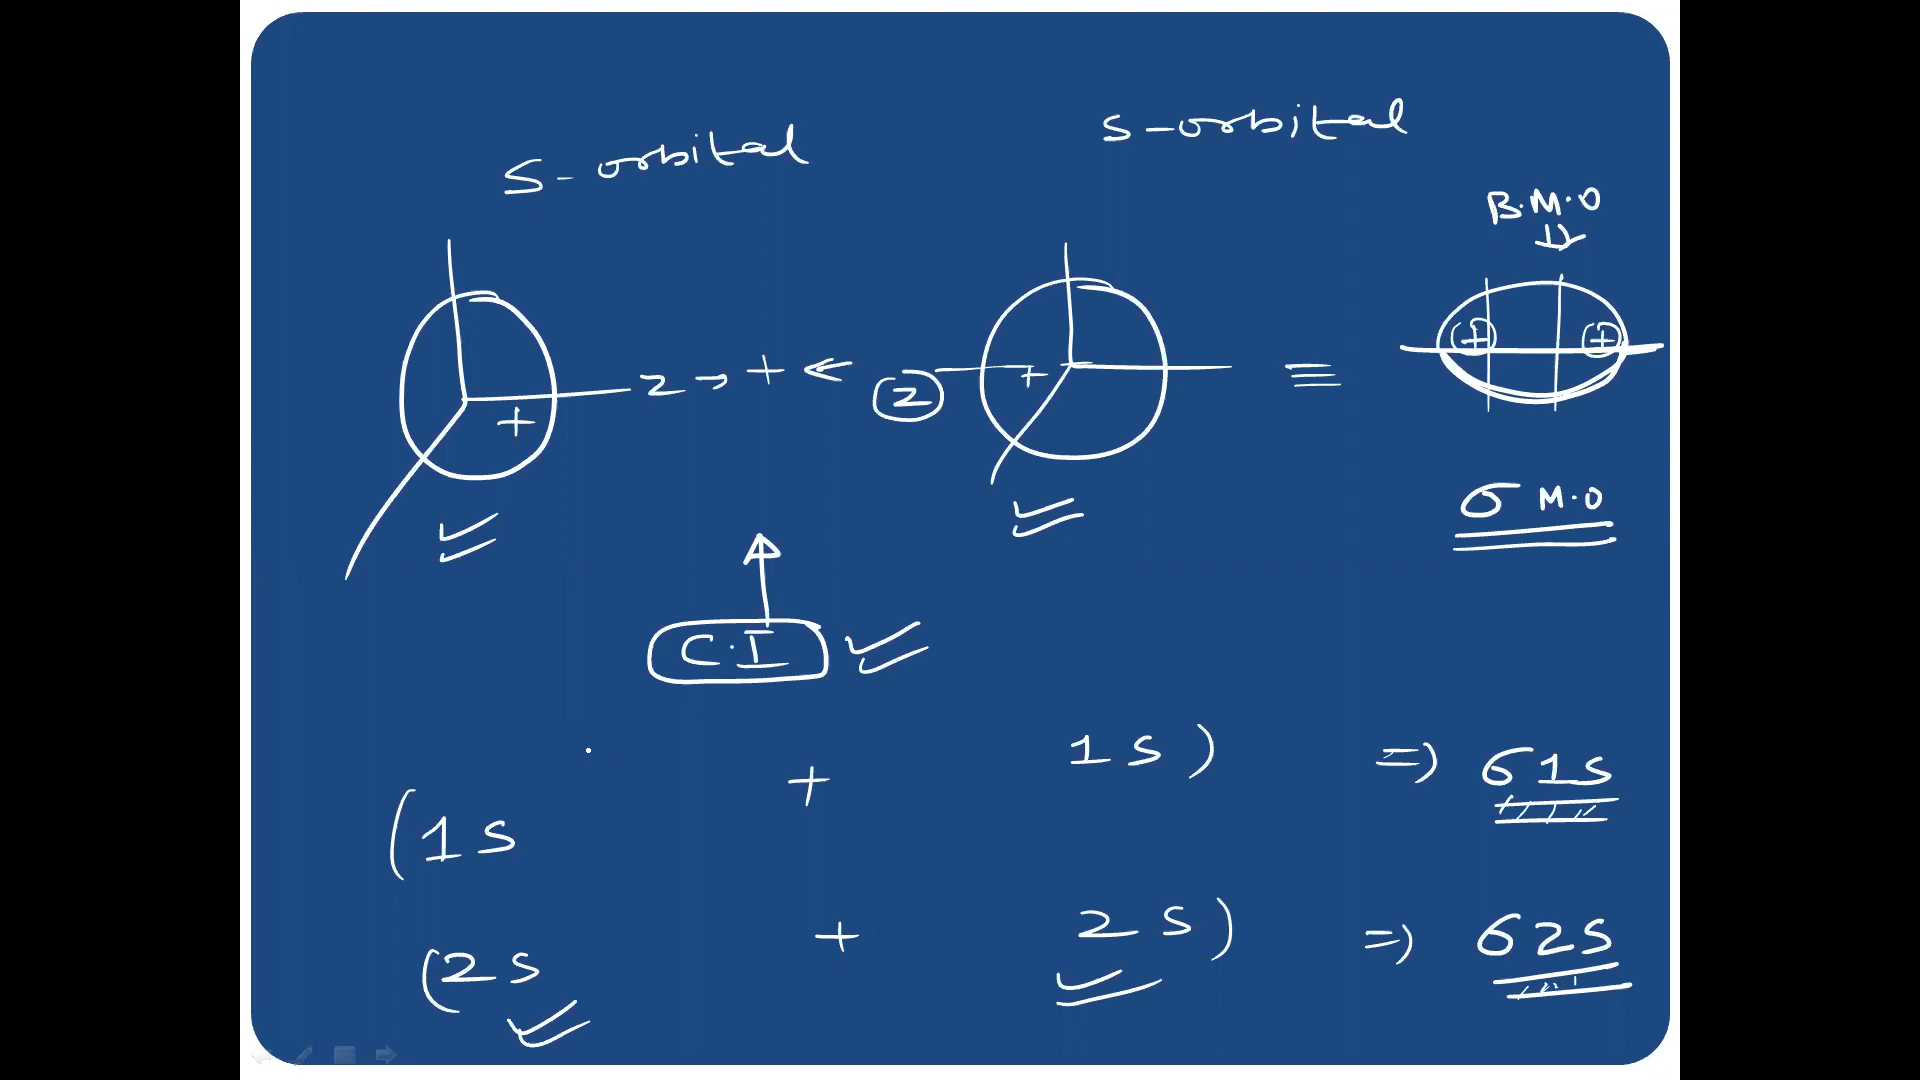 S-orbital
s-orbital
B.M.O
+ z → + ← z + ≡ + +
σ M.O
C.I
(1s + 1s) ⇒ σ1s
(2s + 2s) ⇒ σ2s